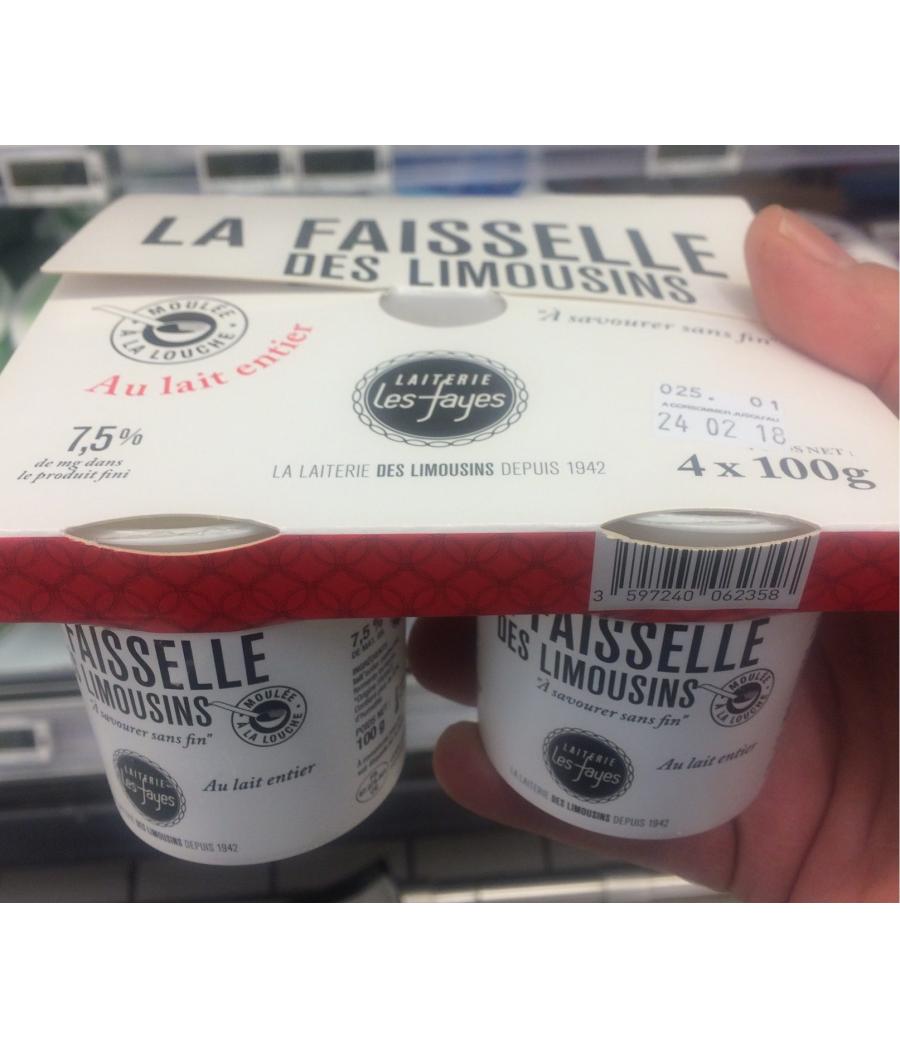 LA FAISSELLE
DES LIMOUSINS
"À savourer sans fin"
MOULÉE
À LA LOUCHE
Au lait entier
LAITERIE
les fayes
7,5%
de mg dans
le produit fini
LA LAITERIE DES LIMOUSINS DEPUIS 1942
025. 01
A CONSOMMER JUSQU'AU
24 02 18
S NET :
4 x 100g
3 597240 062358
FAISSELLE
LIMOUSINS
"À savourer sans fin"
MOULÉE
À LA LOUCHE
LAITERIE
les fayes
Au lait entier
DES LIMOUSINS DEPUIS 1942
7,5%
POIDS NET
100 g
FAISSELLE
DES LIMOUSINS
"À savourer sans fin"
MOULÉE
À LA LOUCHE
LAITERIE
les fayes
Au lait entier
LA LAITERIE DES LIMOUSINS DEPUIS 1942